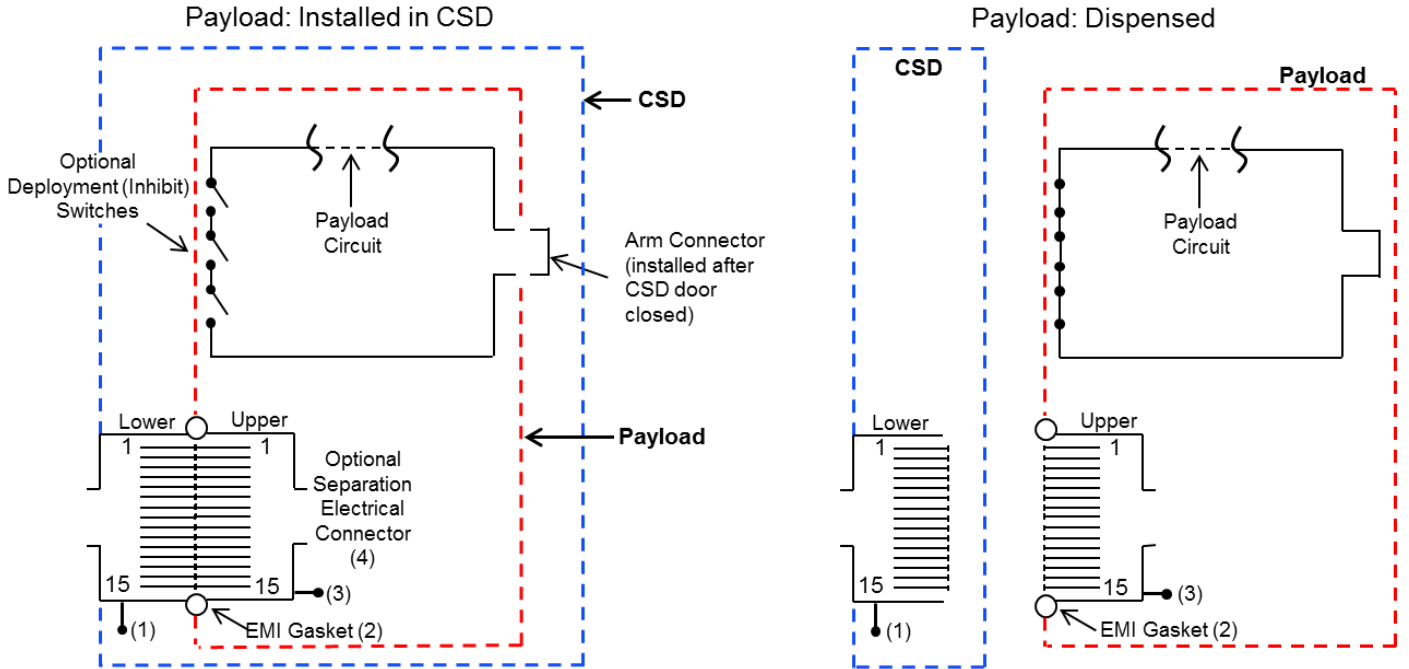 Payload: Installed in CSD
CSD
Optional
Deployment (Inhibit)
Switches
Payload
Circuit
Arm Connector
(installed after
CSD door
closed)
Payload
Lower
Upper
1
1
Optional
Separation
Electrical
Connector
(4)
15
15
(3)
(1)
EMI Gasket (2)
Payload: Dispensed
CSD
Payload
Payload
Circuit
Lower
Upper
1
1
15
15
(3)
(1)
EMI Gasket (2)